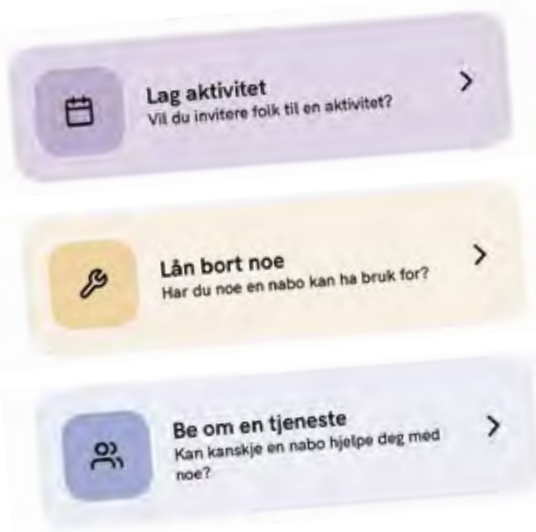 Lag aktivitet
Vil du invitere folk til en aktivitet?
Lån bort noe
Har du noe en nabo kan ha bruk for?
Be om en tjeneste
Kan kanskje en nabo hjelpe deg med
noe?